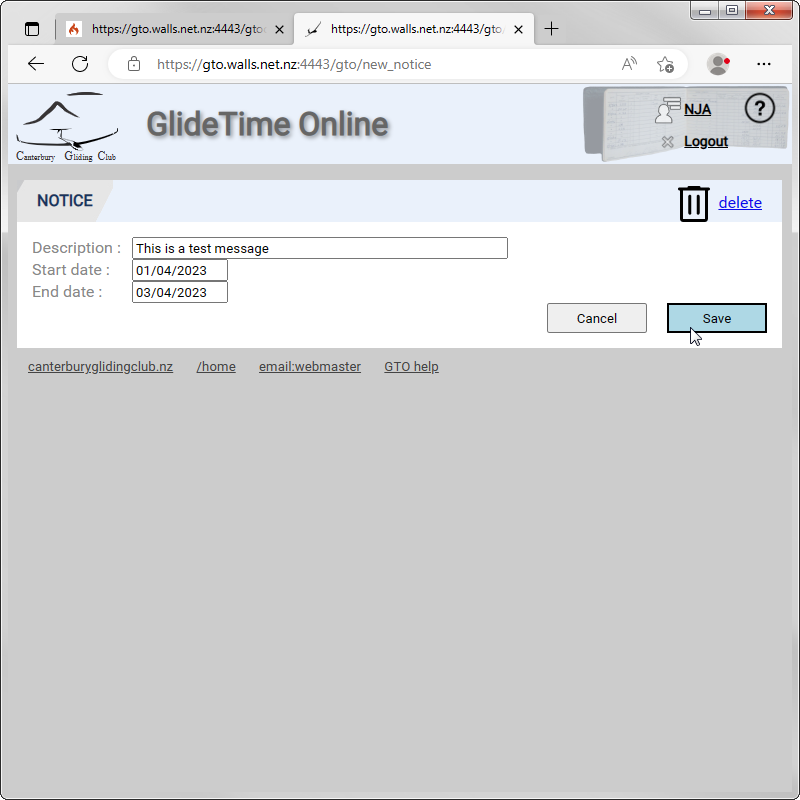 https://gto.walls.net.nz:4443/gto
https://gto.walls.net.nz:4443/gto/
https://gto.walls.net.nz:4443/gto/new_notice
Canterbury Gliding Club
GlideTime Online
NJA
?
Logout
NOTICE
delete
Description : This is a test message
Start date : 01/04/2023
End date : 03/04/2023
Cancel Save
canterburyglidingclub.nz /home email:webmaster GTO help